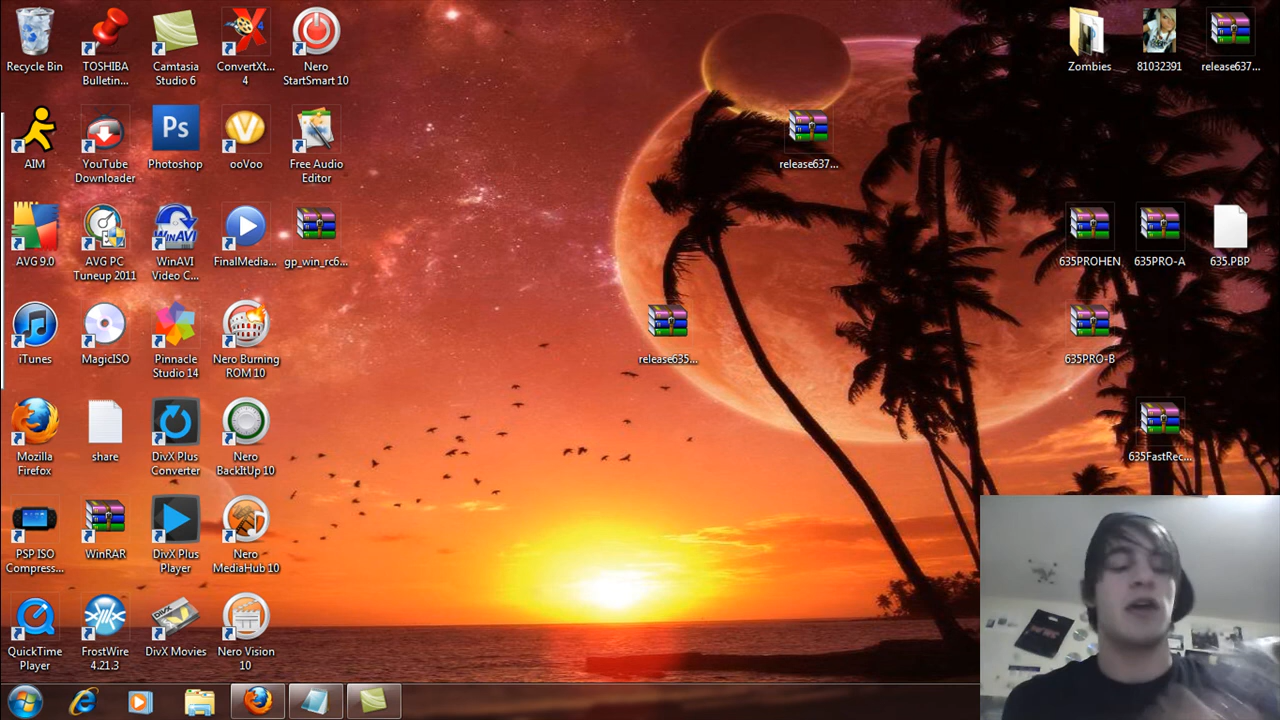 Recycle Bin
TOSHIBA
Bulletin...
Camtasia
Studio 6
ConvertXt...
4
Nero
StartSmart 10
Zombies
81032391
release637...
AIM
YouTube
Downloader
Ps
Photoshop
ooVoo
Free Audio
Editor
release637...
AVG 9.0
AVG PC
Tuneup 2011
WinAVI
WinAVI
Video C...
FinalMedia...
gp_win_rc6...
635PROHEN
635PRO-A
635.PBP
iTunes
MagicISO
Pinnacle
Studio 14
Nero Burning
ROM 10
release635...
635PRO-B
Mozilla
Firefox
share
DivX Plus
Converter
Nero
BackItUp 10
635FastRec...
PSP ISO
Compress...
WinRAR
DivX Plus
Player
Nero
MediaHub 10
QuickTime
Player
FrostWire
4.21.3
DIVX
DivX Movies
Nero Vision
10